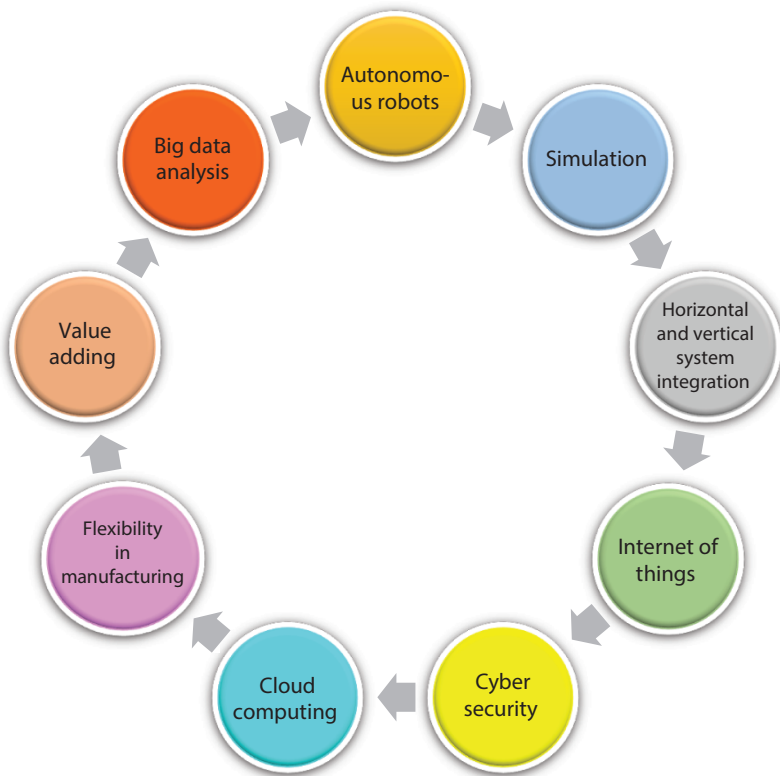 Autonomo-
us robots
Simulation
Horizontal
and vertical
system
integration
Internet of
things
Cyber
security
Cloud
computing
Flexibility
in
manufacturing
Value
adding
Big data
analysis